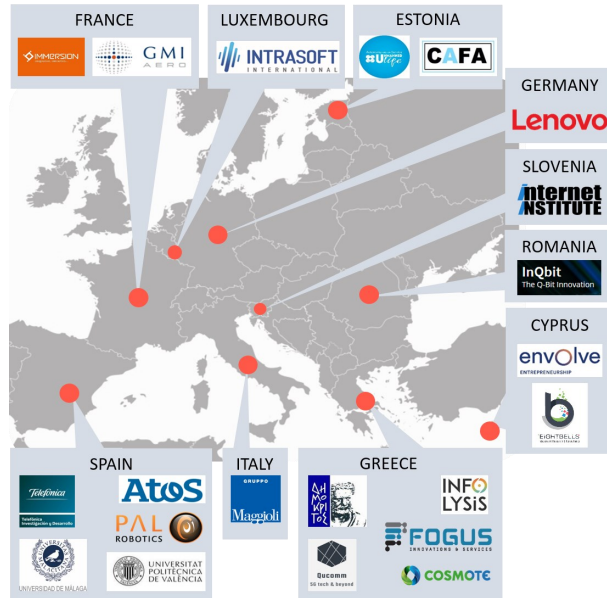 FRANCE
IMMERSION
GMI
AERO
LUXEMBOURG
INTRASOFT
INTERNATIONAL
ESTONIA
#Ulife
CAFA
GERMANY
Lenovo
SLOVENIA
internet
INSTITUTE
ROMANIA
InQbit
The Q-Bit Innovation
CYPRUS
envolve
ENTREPRENEURSHIP
EIGHTBELLS
SPAIN
Telefónica
Telefónica
Investigación y Desarrollo
Atos
PAL
ROBOTICS
UNIVERSIDAD DE MÁLAGA
UNIVERSITAT
POLITÈCNICA
DE VALÈNCIA
ITALY
GRUPPO
Maggioli
GREECE
ΔΗΜΟΚΡΙΤΟΣ
INFO
LYSiS
FOGUS
INNOVATIONS & SERVICES
Qucomm
5G tech & beyond
COSMOTE